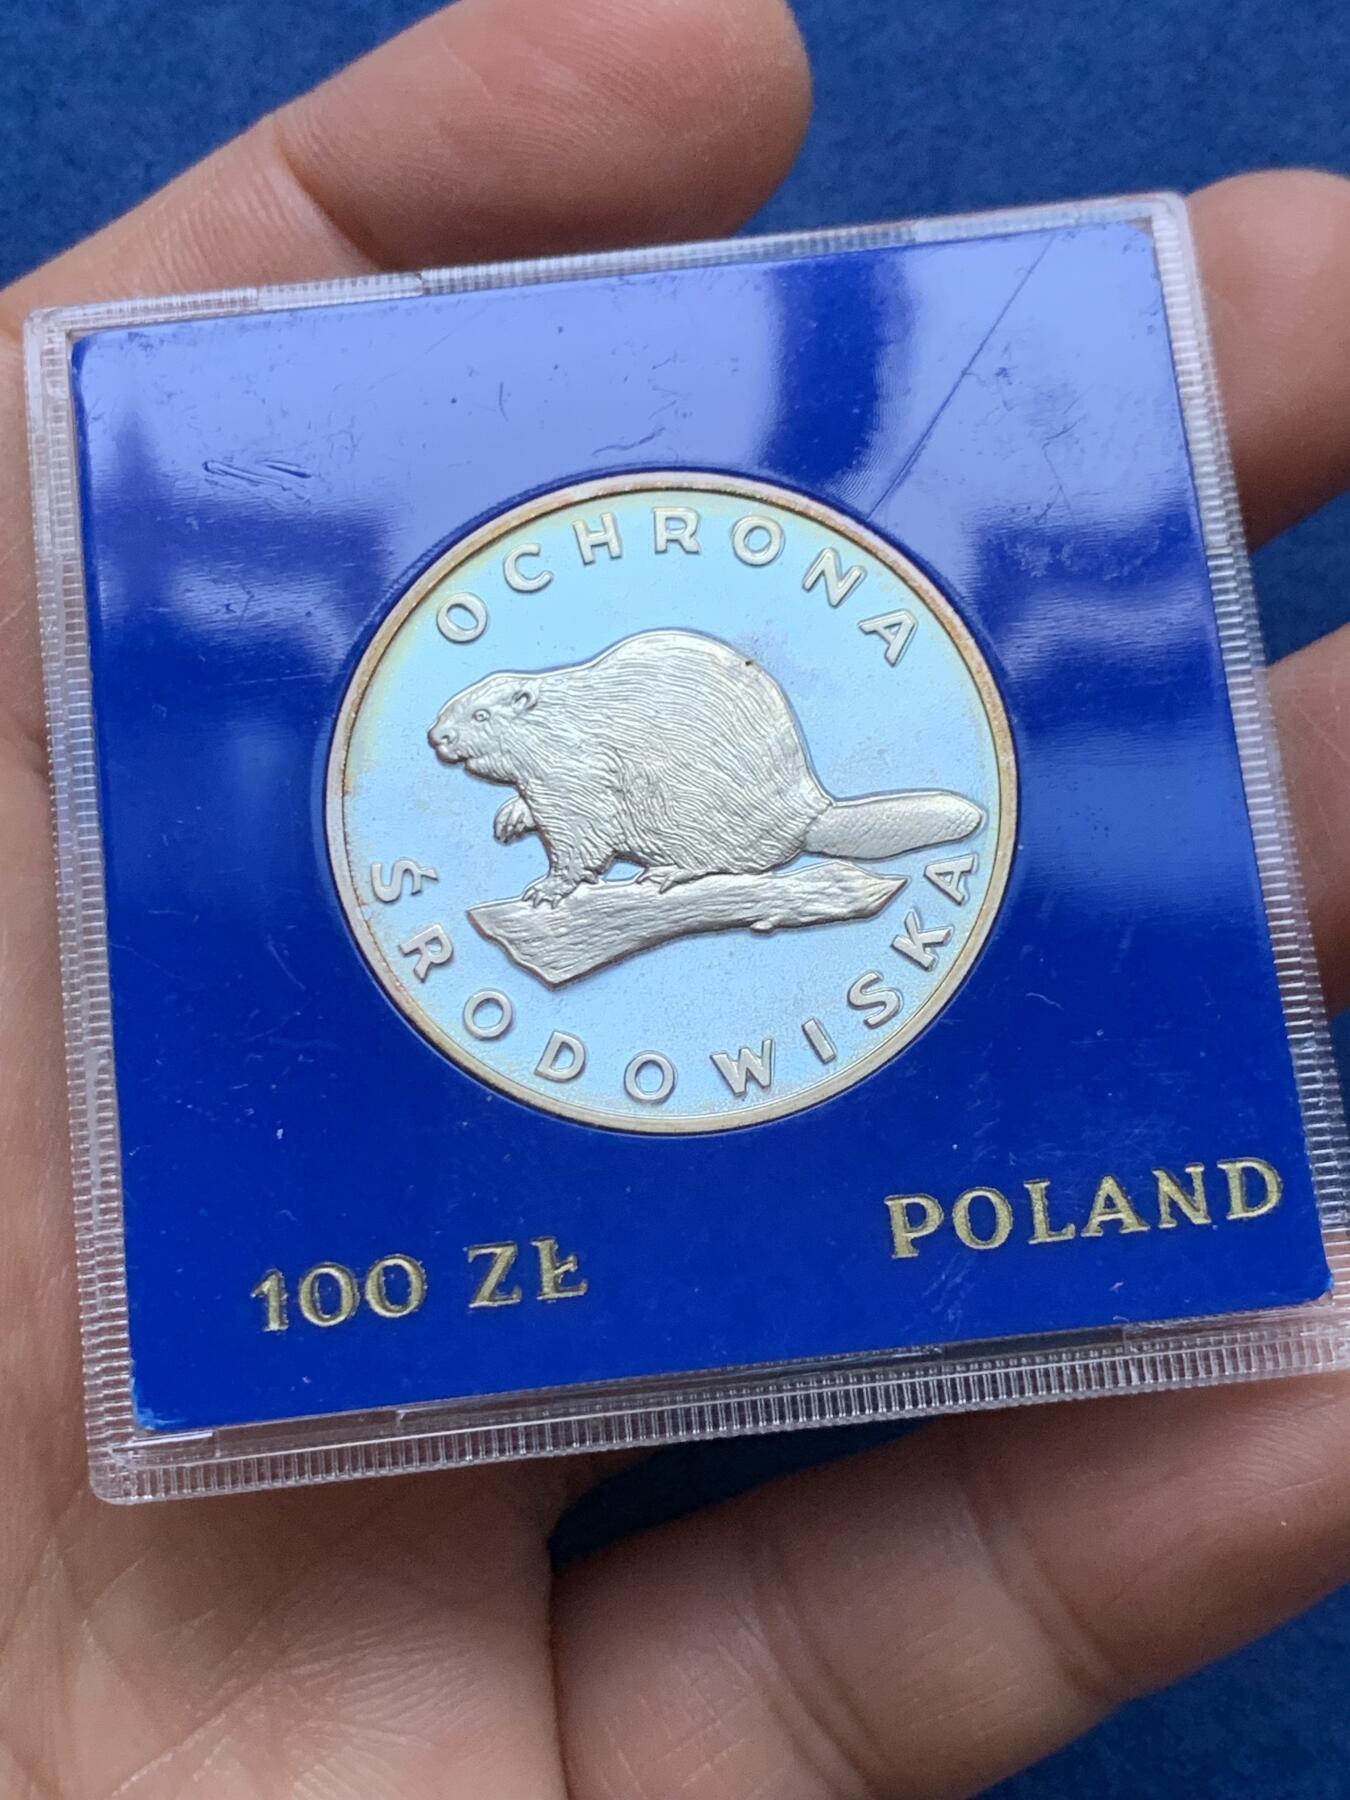 OCHRONA
ŚRODOWISKA
100 ZŁ
POLAND